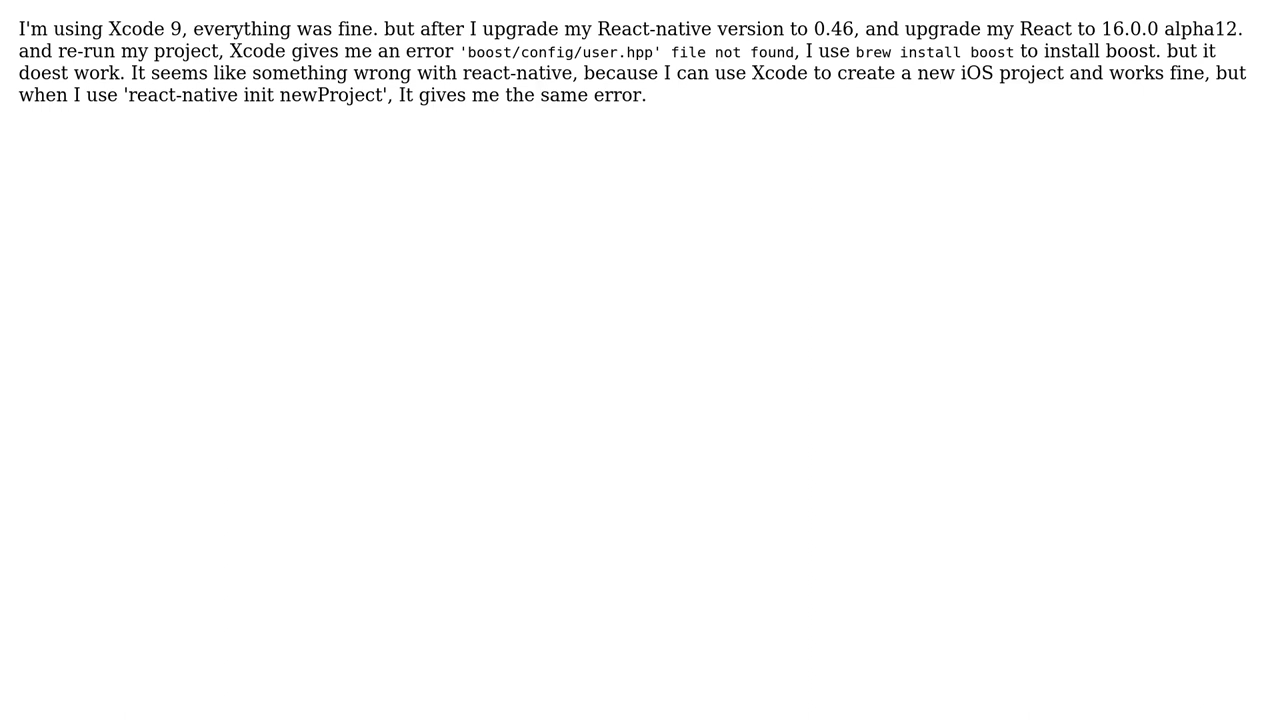 I'm using Xcode 9, everything was fine. but after I upgrade my React-native version to 0.46, and upgrade my React to 16.0.0 alpha12.
and re-run my project, Xcode gives me an error 'boost/config/user.hpp' file not found, I use brew install boost to install boost. but it
doest work. It seems like something wrong with react-native, because I can use Xcode to create a new iOS project and works fine, but
when I use 'react-native init newProject', It gives me the same error.